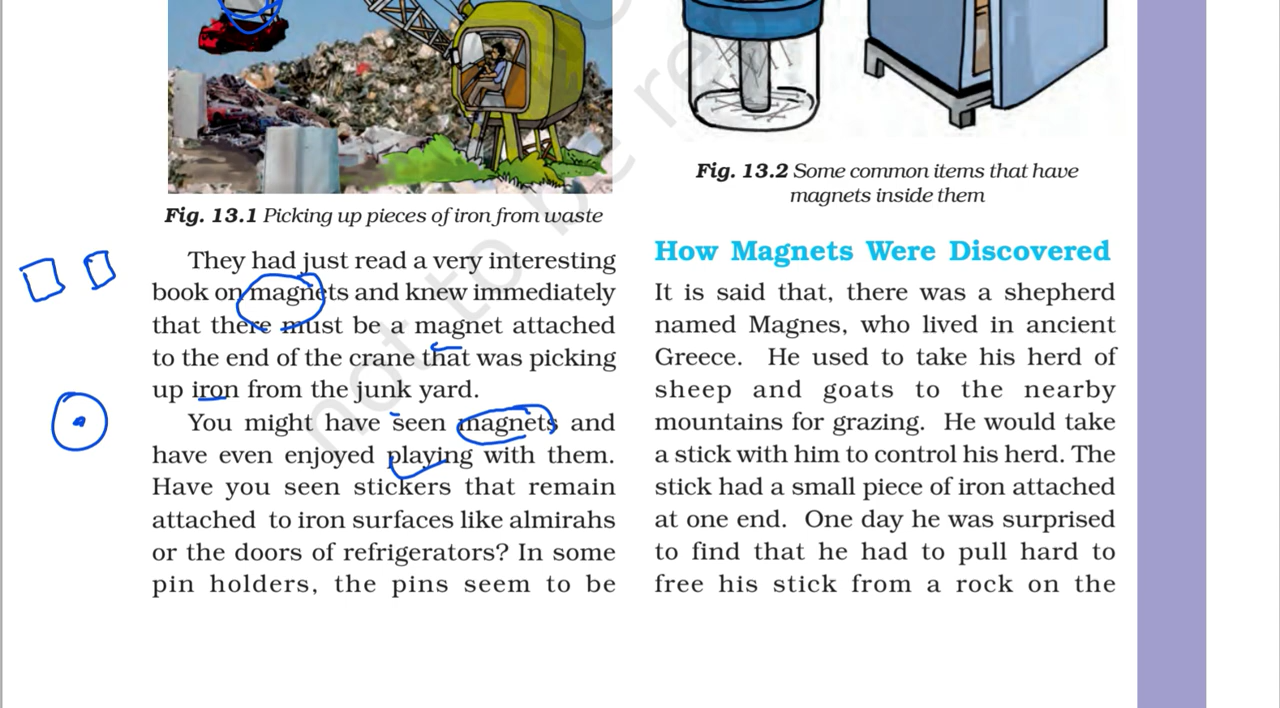 Fig. 13.1 Picking up pieces of iron from waste
They had just read a very interesting
book on magnets and knew immediately
that there must be a magnet attached
to the end of the crane that was picking
up iron from the junk yard.
You might have seen magnets and
have even enjoyed playing with them.
Have you seen stickers that remain
attached to iron surfaces like almirahs
or the doors of refrigerators? In some
pin holders, the pins seem to be
Fig. 13.2 Some common items that have
magnets inside them
How Magnets Were Discovered
It is said that, there was a shepherd
named Magnes, who lived in ancient
Greece. He used to take his herd of
sheep and goats to the nearby
mountains for grazing. He would take
a stick with him to control his herd. The
stick had a small piece of iron attached
at one end. One day he was surprised
to find that he had to pull hard to
free his stick from a rock on the
not to be re